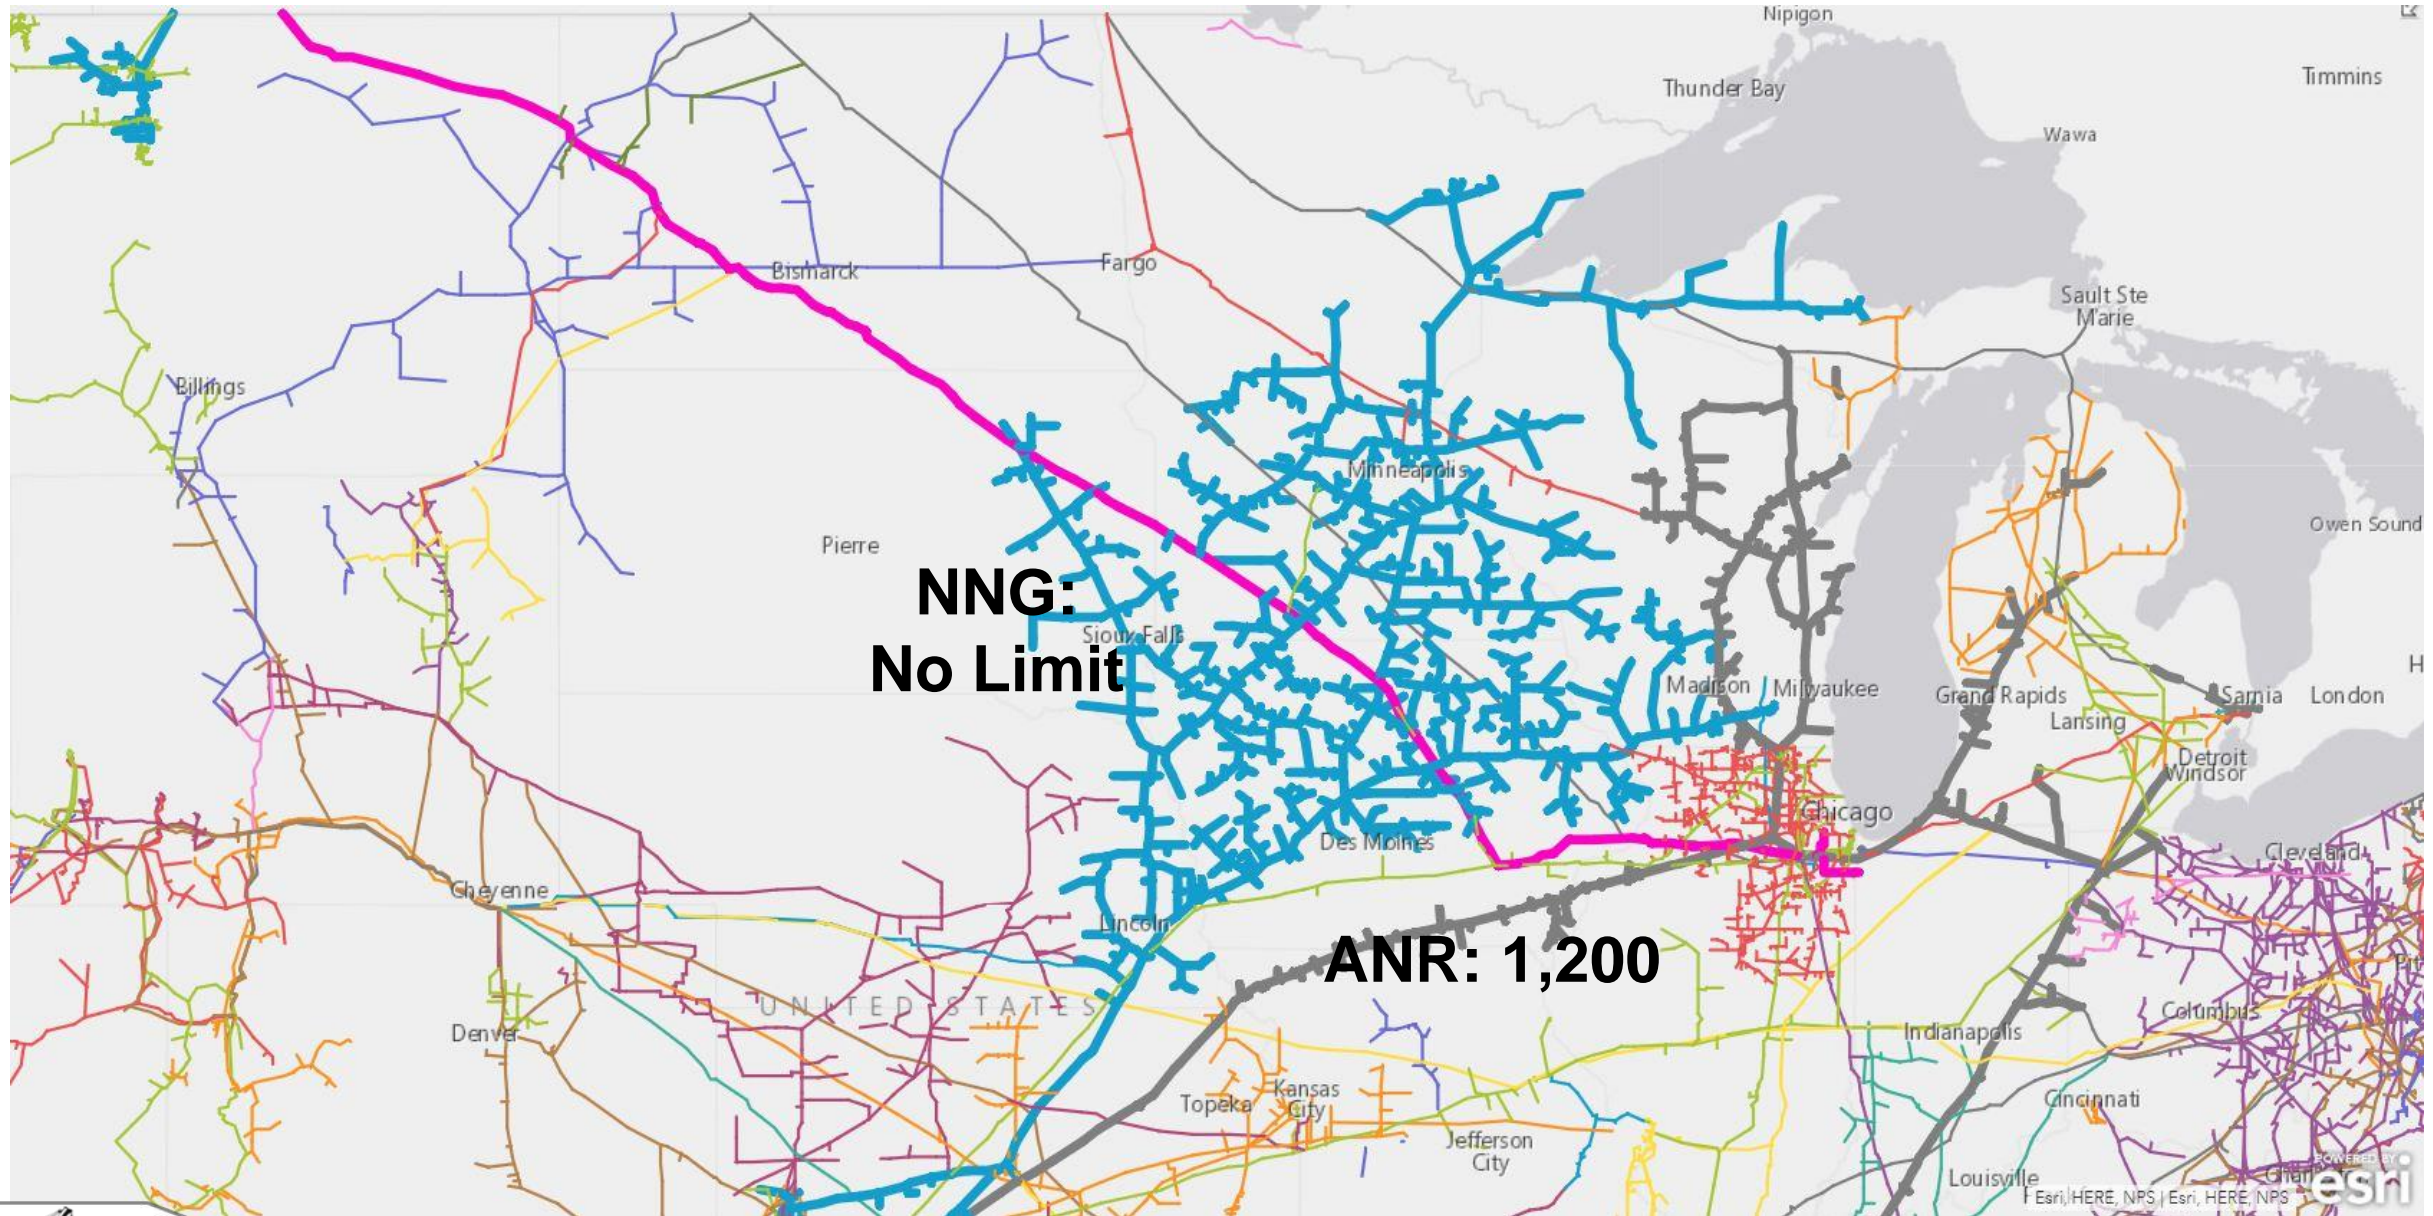 Nipigon
Timmins
Thunder Bay
Wawa
Fargo
Bismarck
Sault Ste
Marie
Billings
Minneapolis
Owen Sound
Pierre
NNG:
No Limit
Sioux Falls
Madison
Milwaukee
Grand Rapids
Sarnia
London
H
Lansing
Detroit
Windsor
Chicago
Des Moines
Cleveland
Cheyenne
Lincoln
ANR: 1,200
UNITED STATES
Columbus
Denver
Indianapolis
Kansas
City
Topeka
Cincinnati
Jefferson
City
Louisville
POWERED BY
esri
Esri, HERE, NPS | Esri, HERE, NPS